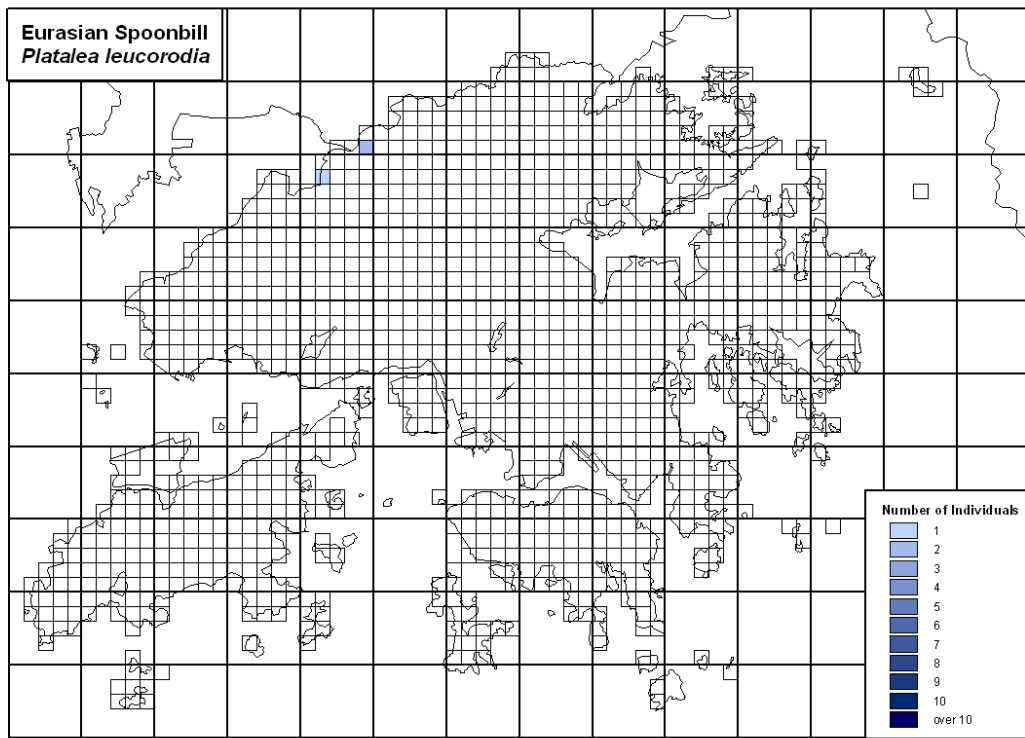 Eurasian Spoonbill
Platalea leucorodia
Number of Individuals
1
2
3
4
5
6
7
8
9
10
over 10